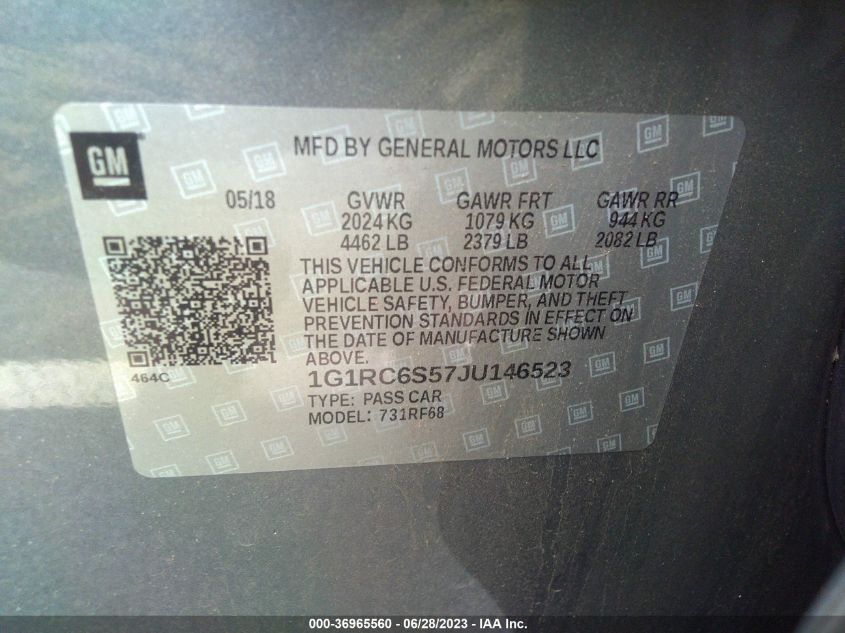 GM
MFD BY GENERAL MOTORS LLC
05/18 GVWR GAWR FRT GAWR RR
2024 KG 1079 KG 944 KG
4462 LB 2379 LB 2082 LB
THIS VEHICLE CONFORMS TO ALL
APPLICABLE U.S. FEDERAL MOTOR
VEHICLE SAFETY, BUMPER, AND THEFT
PREVENTION STANDARDS IN EFFECT ON
THE DATE OF MANUFACTURE SHOWN
ABOVE.
464C
1G1RC6S57JU146523
TYPE: PASS CAR
MODEL: 731RF68
000-36965560 - 06/28/2023 - IAA Inc.